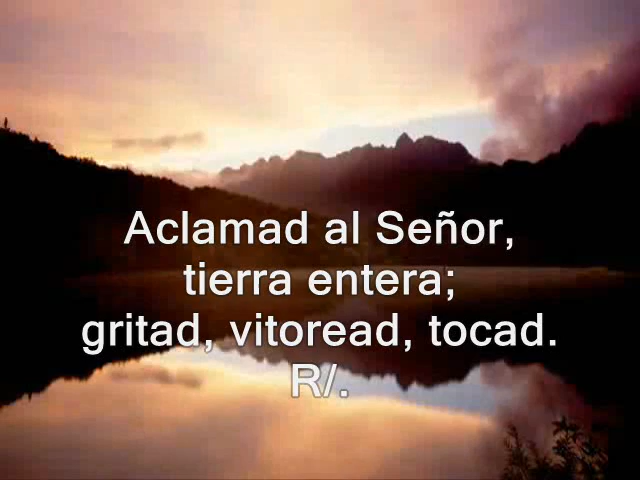 Aclamad al Señor,
tierra entera;
gritad, vitoread, tocad.
R/.